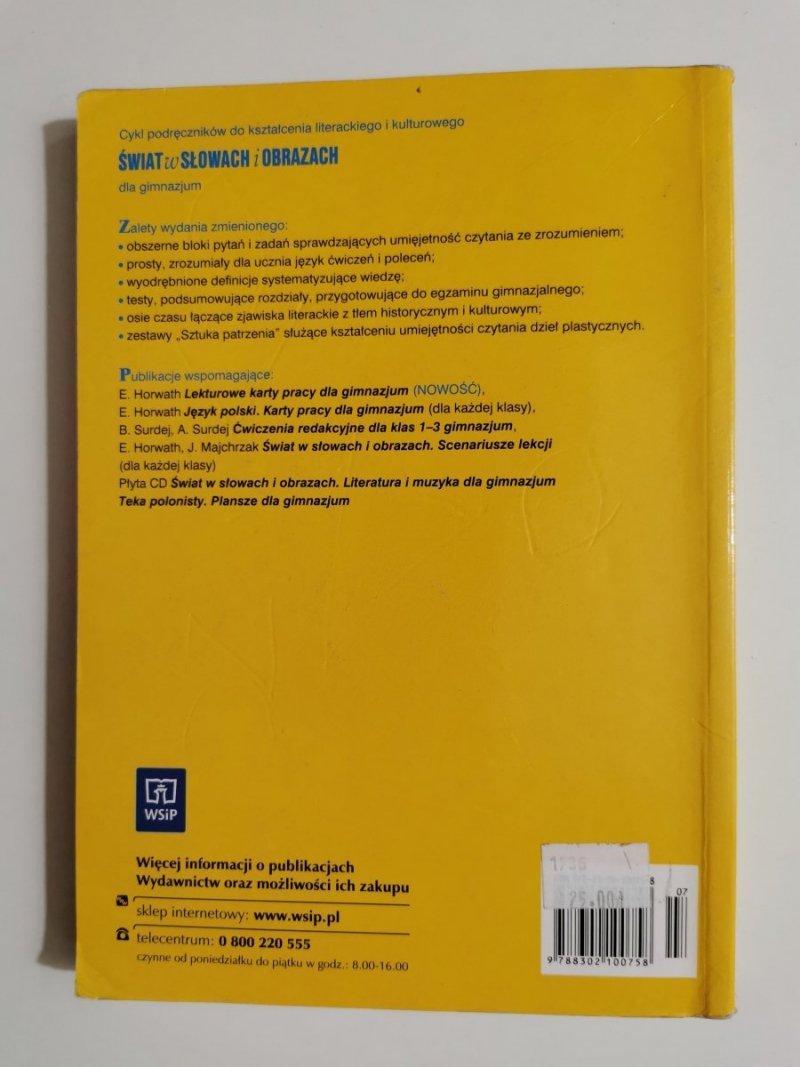 Cykl podręczników do kształcenia literackiego i kulturowego
ŚWIAT w SŁOWACH i OBRAZACH
dla gimnazjum
Zalety wydania zmienionego:
• obszerne bloki pytań i zadań sprawdzających umiejętność czytania ze zrozumieniem;
• prosty, zrozumiały dla ucznia język ćwiczeń i poleceń;
• wyodrębnione definicje systematyzujące wiedzę;
• testy, podsumowujące rozdziały, przygotowujące do egzaminu gimnazjalnego;
• osie czasu łączące zjawiska literackie z tłem historycznym i kulturowym;
• zestawy „Sztuka patrzenia” służące kształceniu umiejętności czytania dzieł plastycznych.
Publikacje wspomagające:
E. Horwath Lekturowe karty pracy dla gimnazjum (NOWOŚĆ),
E. Horwath Język polski. Karty pracy dla gimnazjum (dla każdej klasy),
B. Surdej, A. Surdej Ćwiczenia redakcyjne dla klas 1–3 gimnazjum,
E. Horwath, J. Majchrzak Świat w słowach i obrazach. Scenariusze lekcji
(dla każdej klasy)
Płyta CD Świat w słowach i obrazach. Literatura i muzyka dla gimnazjum
Teka polonisty. Plansze dla gimnazjum
WSiP
Więcej informacji o publikacjach
Wydawnictw oraz możliwości ich zakupu
sklep internetowy: www.wsip.pl
telecentrum: 0 800 220 555
czynne od poniedziałku do piątku w godz.: 8.00-16.00
1736
8 07
25.00
9 788302 100758